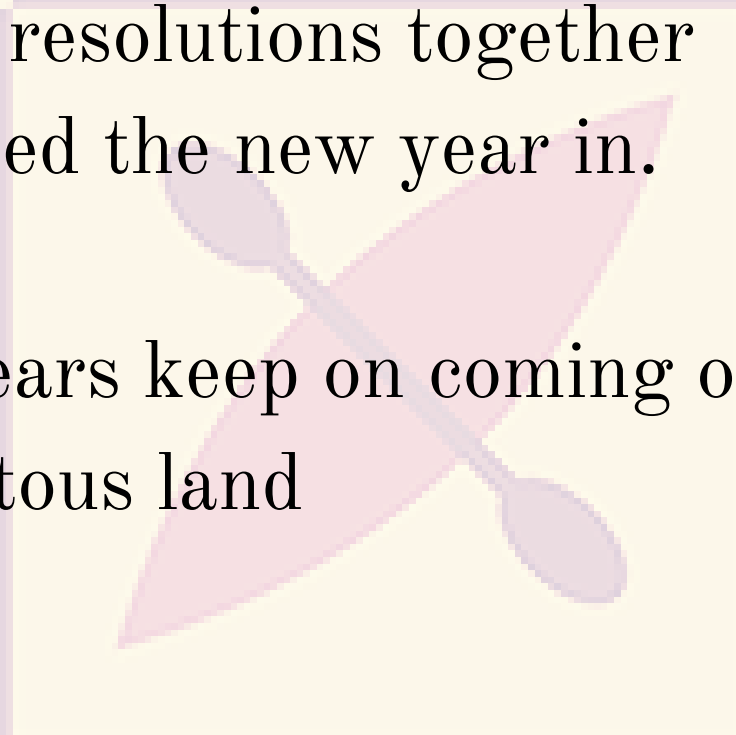 resolutions together
ed the new year in.
ears keep on coming o
tous land